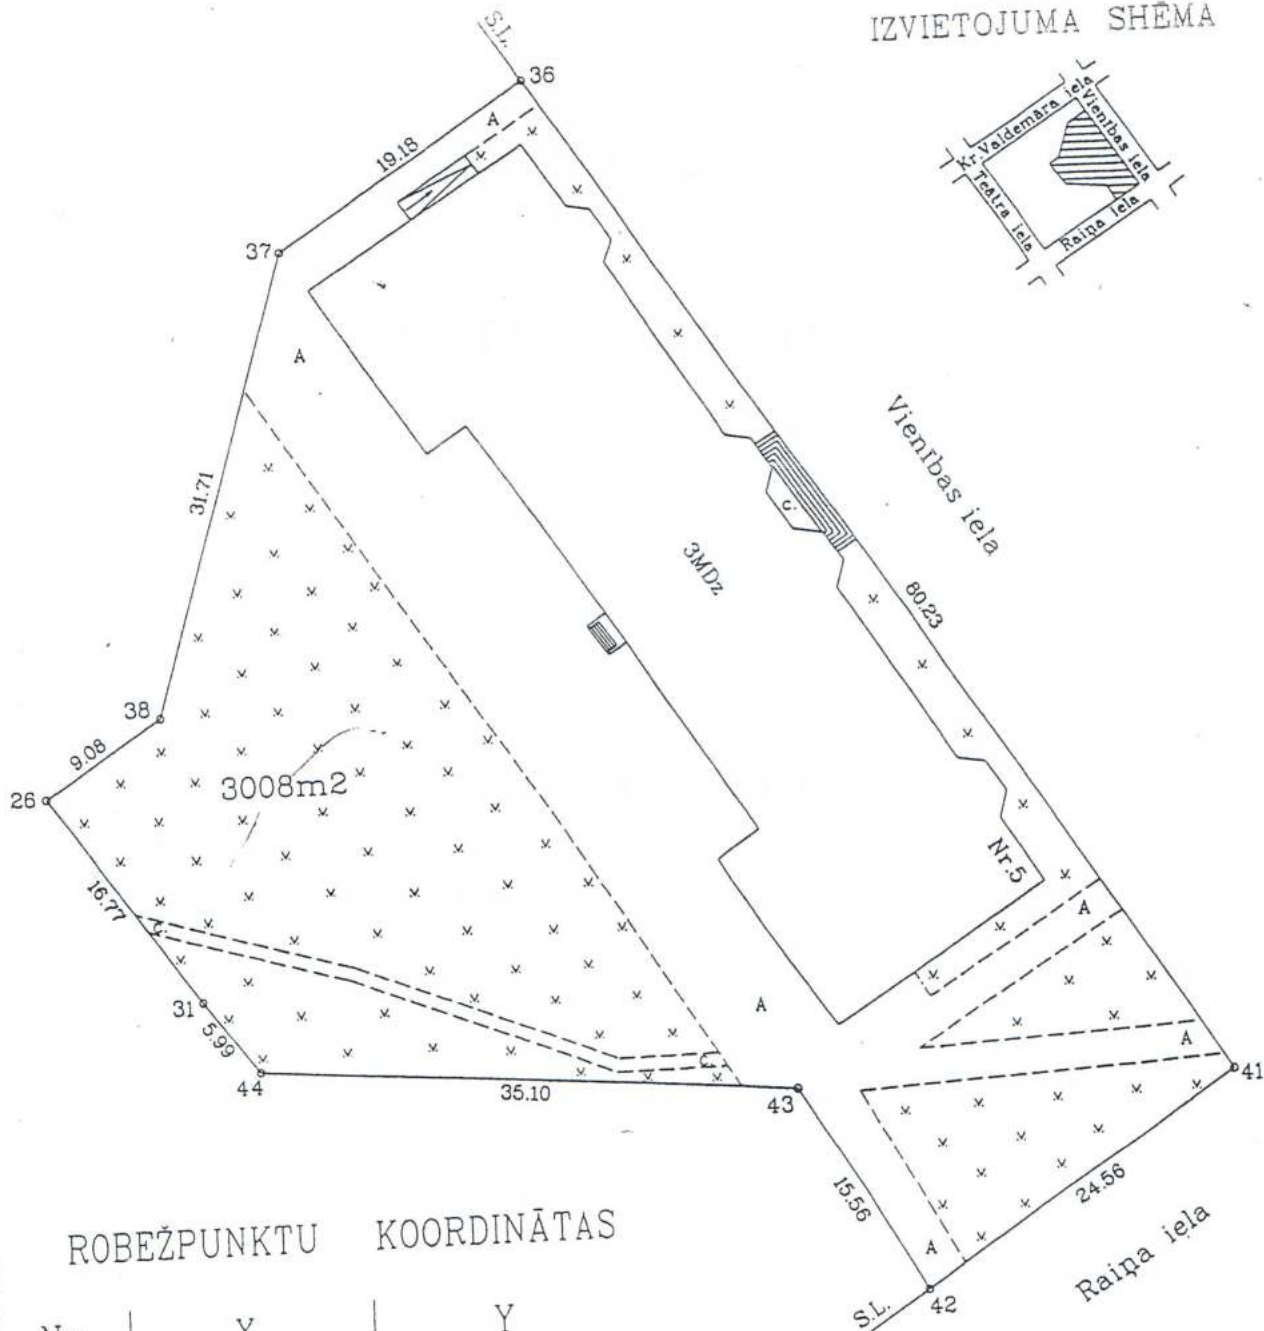 IZVIETOJUMA SHĒMA
Kr.Valdemāra iela
Vienības iela
Teātra iela
Raiņa iela
S.L.
36
A
19.18
37
A
31.71
Vienības iela
c.
3MDz
80.23
38
9.08
26
3008m2
16.77
Nr.5
A
c.
31
5.99
A
A
44
35.10
43
c.
41
15.56
24.56
A
Raiņa iela
S.L.
42
ROBEŽPUNKTU KOORDINĀTAS
Nr. X Y